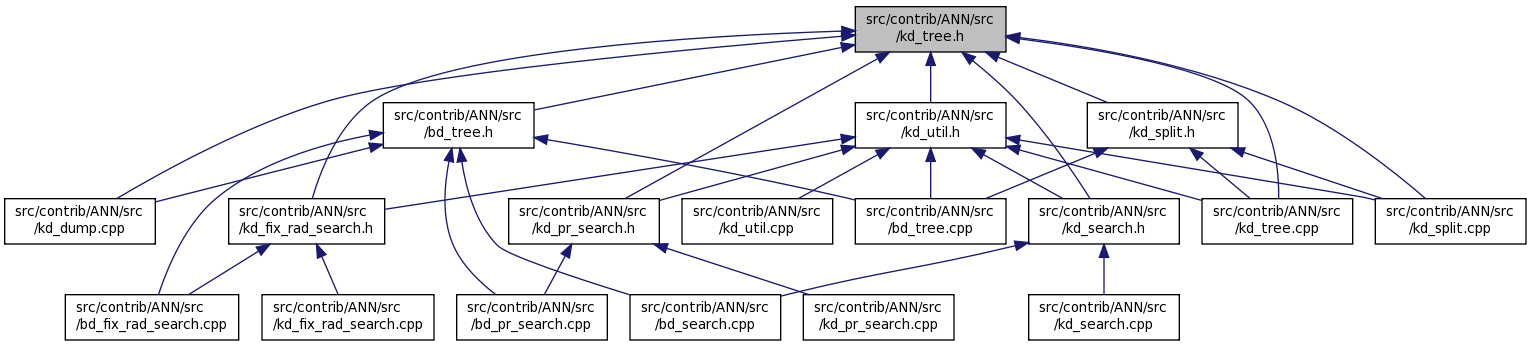 src/contrib/ANN/src
/kd_tree.h
src/contrib/ANN/src
/bd_tree.h
src/contrib/ANN/src
/kd_util.h
src/contrib/ANN/src
/kd_split.h
src/contrib/ANN/src
/kd_dump.cpp
src/contrib/ANN/src
/kd_fix_rad_search.h
src/contrib/ANN/src
/kd_pr_search.h
src/contrib/ANN/src
/kd_util.cpp
src/contrib/ANN/src
/bd_tree.cpp
src/contrib/ANN/src
/kd_search.h
src/contrib/ANN/src
/kd_tree.cpp
src/contrib/ANN/src
/kd_split.cpp
src/contrib/ANN/src
/bd_fix_rad_search.cpp
src/contrib/ANN/src
/kd_fix_rad_search.cpp
src/contrib/ANN/src
/bd_pr_search.cpp
src/contrib/ANN/src
/bd_search.cpp
src/contrib/ANN/src
/kd_pr_search.cpp
src/contrib/ANN/src
/kd_search.cpp